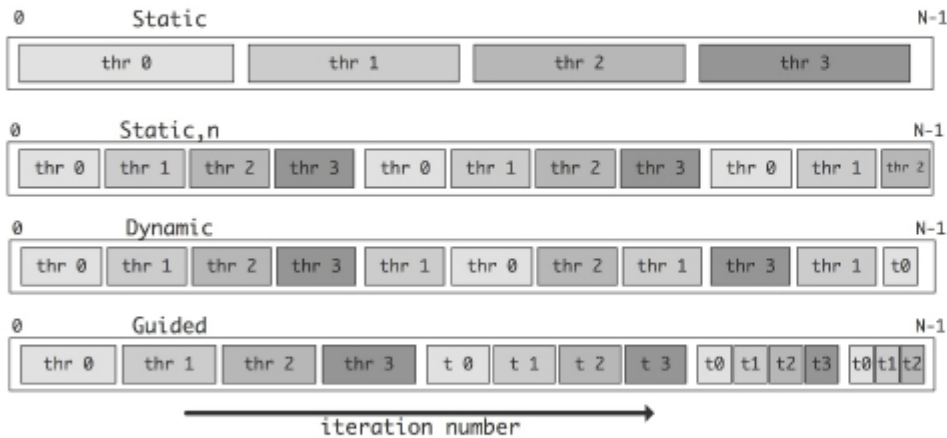 0 Static N-1
thr 0 thr 1 thr 2 thr 3
0 Static,n N-1
thr 0 thr 1 thr 2 thr 3 thr 0 thr 1 thr 2 thr 3 thr 0 thr 1 thr 2
0 Dynamic N-1
thr 0 thr 1 thr 2 thr 3 thr 1 thr 0 thr 2 thr 1 thr 3 thr 1 t0
0 Guided N-1
thr 0 thr 1 thr 2 thr 3 t 0 t 1 t 2 t 3 t0 t1 t2 t3 t0 t1 t2
iteration number